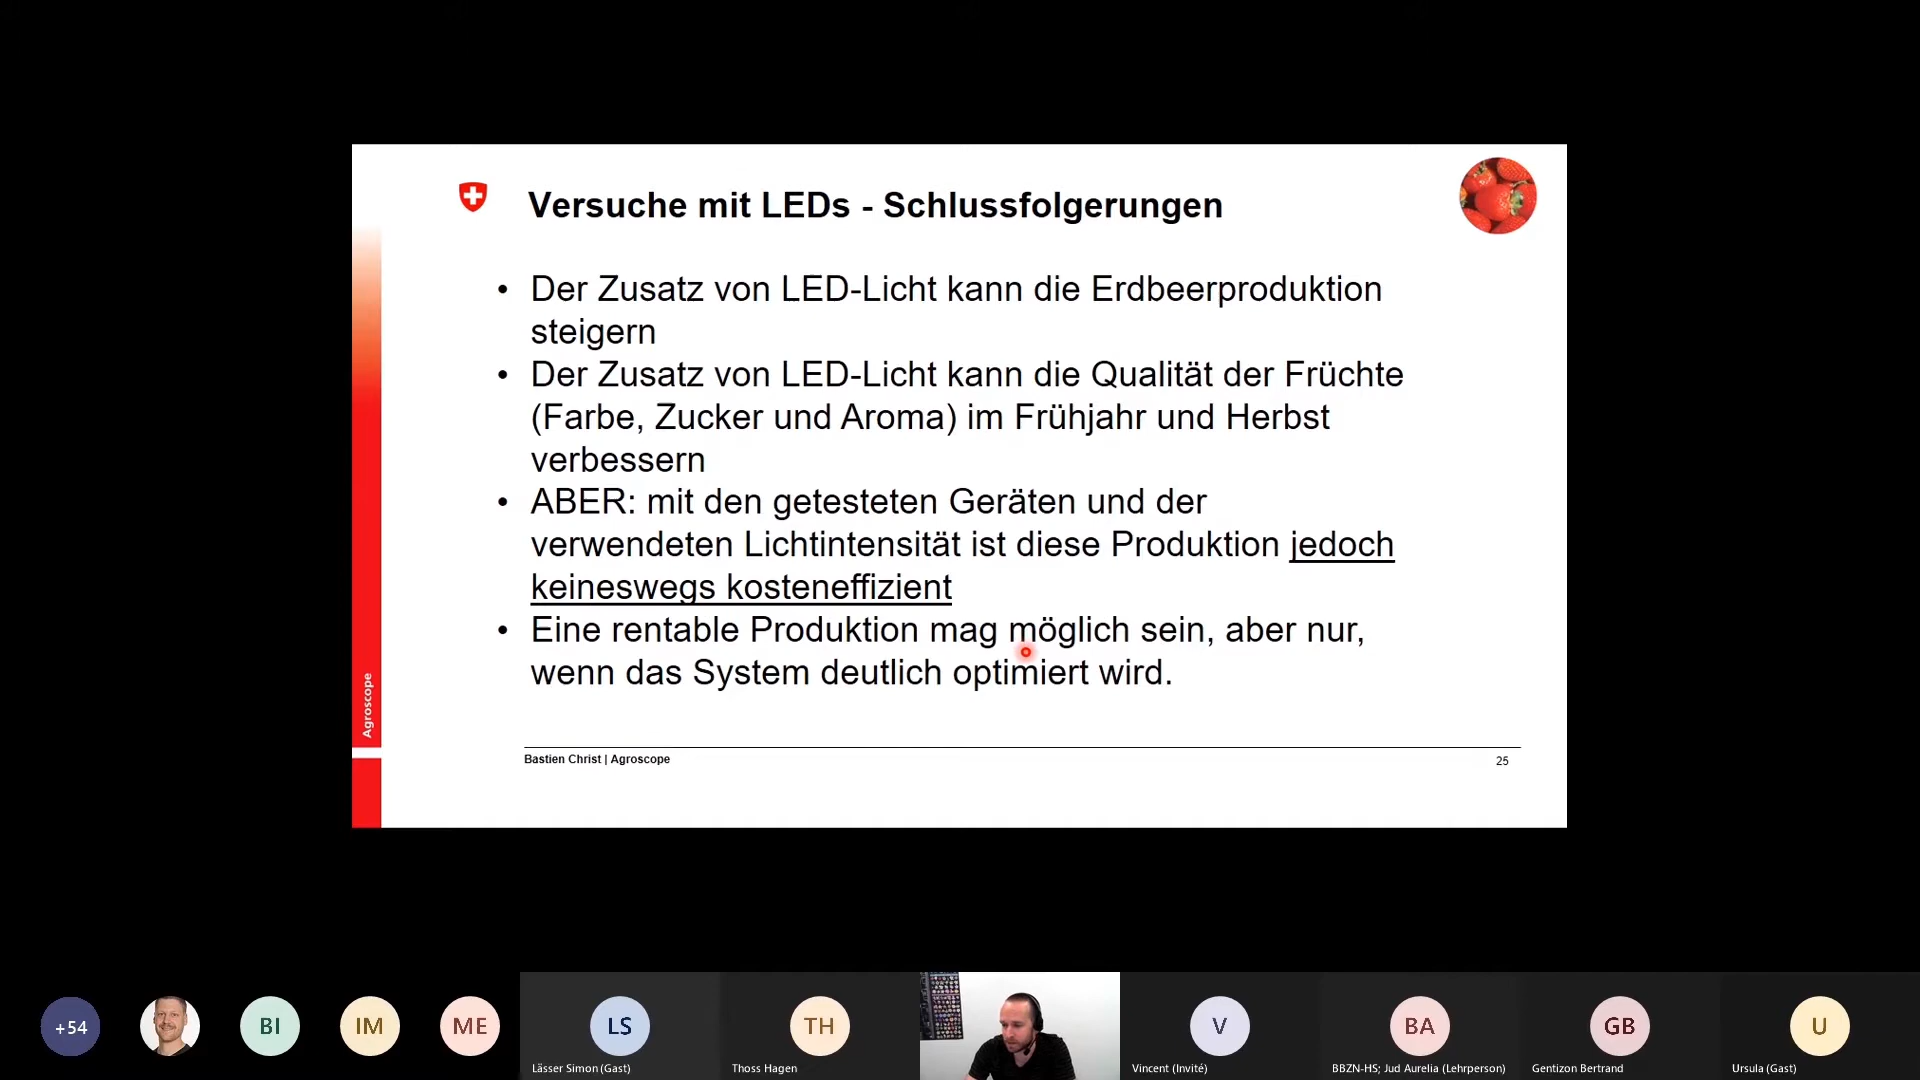 Versuche mit LEDs - Schlussfolgerungen
• Der Zusatz von LED-Licht kann die Erdbeerproduktion
steigern
• Der Zusatz von LED-Licht kann die Qualität der Früchte
(Farbe, Zucker und Aroma) im Frühjahr und Herbst
verbessern
• ABER: mit den getesteten Geräten und der
verwendeten Lichtintensität ist diese Produktion jedoch
keineswegs kosteneffizient
• Eine rentable Produktion mag möglich sein, aber nur,
wenn das System deutlich optimiert wird.
Agroscope
Bastien Christ | Agroscope
25
+54
BI
IM
ME
LS
TH
V
BA
GB
U
Lässer Simon (Gast)
Thoss Hagen
Vincent (Invité)
BBZN-HS; Jud Aurelia (Lehrperson)
Gentizon Bertrand
Ursula (Gast)